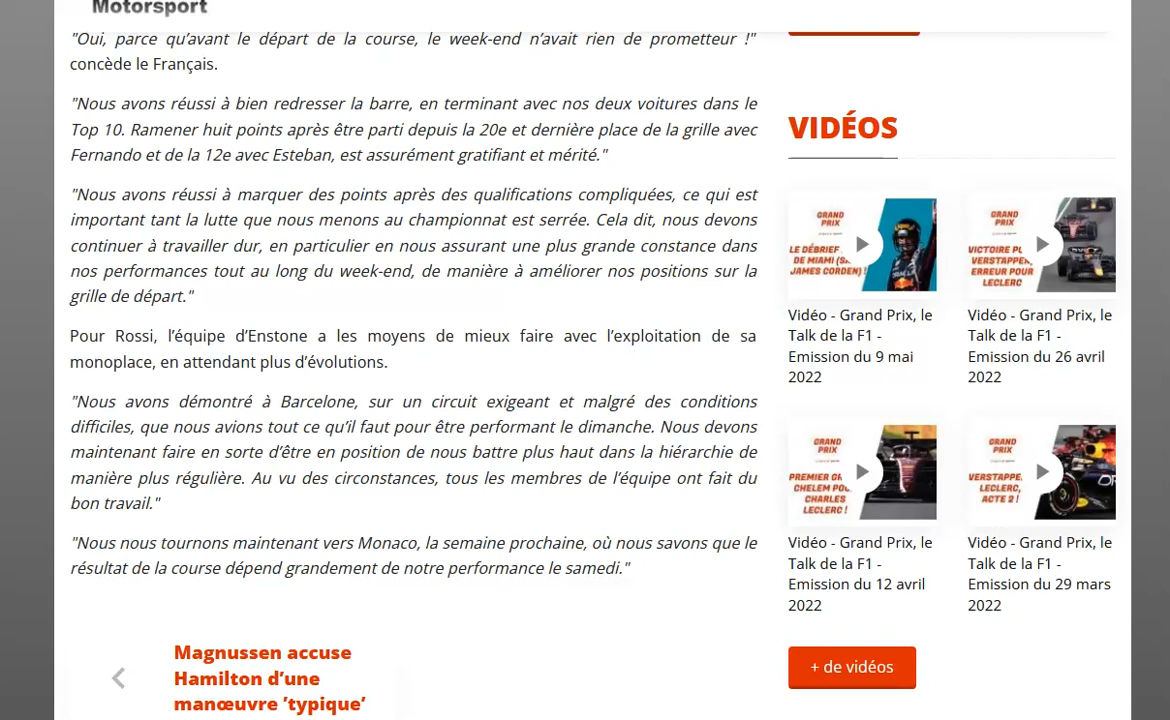 Motorsport
"Oui, parce qu’avant le départ de la course, le week-end n’avait rien de prometteur !"
concède le Français.
"Nous avons réussi à bien redresser la barre, en terminant avec nos deux voitures dans le
Top 10. Ramener huit points après être parti depuis la 20e et dernière place de la grille avec
Fernando et de la 12e avec Esteban, est assurément gratifiant et mérité."
"Nous avons réussi à marquer des points après des qualifications compliquées, ce qui est
important tant la lutte que nous menons au championnat est serrée. Cela dit, nous devons
continuer à travailler dur, en particulier en nous assurant une plus grande constance dans
nos performances tout au long du week-end, de manière à améliorer nos positions sur la
grille de départ."
Pour Rossi, l’équipe d’Enstone a les moyens de mieux faire avec l’exploitation de sa
monoplace, en attendant plus d’évolutions.
"Nous avons démontré à Barcelone, sur un circuit exigeant et malgré des conditions
difficiles, que nous avions tout ce qu’il faut pour être performant le dimanche. Nous devons
maintenant faire en sorte d’être en position de nous battre plus haut dans la hiérarchie de
manière plus régulière. Au vu des circonstances, tous les membres de l’équipe ont fait du
bon travail."
"Nous nous tournons maintenant vers Monaco, la semaine prochaine, où nous savons que le
résultat de la course dépend grandement de notre performance le samedi."
Magnussen accuse
Hamilton d’une
manœuvre ’typique’
VIDÉOS
GRAND
PRIX
LE DÉBRIEF
DE MIAMI
JAMES CORDEN) !
GRAND
PRIX
VICTOIRE
VERSTAPPEN,
ERREUR POUR
LECLERC
Vidéo - Grand Prix, le
Talk de la F1 -
Emission du 9 mai
2022
Vidéo - Grand Prix, le
Talk de la F1 -
Emission du 26 avril
2022
GRAND
PRIX
PREMIER
CHELEM
CHARLES
LECLERC !
GRAND
PRIX
LECLERC,
ACTE 2 !
Vidéo - Grand Prix, le
Talk de la F1 -
Emission du 12 avril
2022
Vidéo - Grand Prix, le
Talk de la F1 -
Emission du 29 mars
2022
+ de vidéos